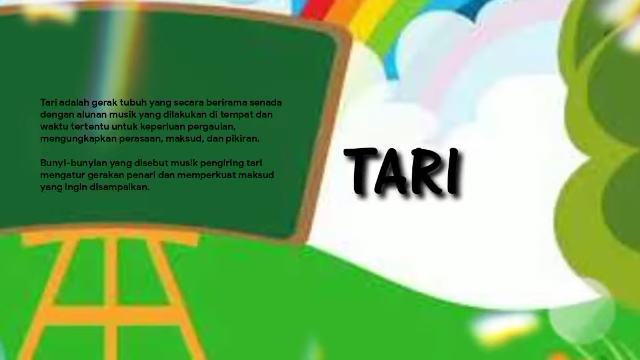 Tari adalah gerak tubuh yang secara berirama senada
dengan alunan musik yang dilakukan di tempat dan
waktu tertentu untuk keperluan pergaulan,
mengungkapkan perasaan, maksud, dan pikiran.
Bunyi-bunyian yang disebut musik pengiring tari
mengatur gerakan penari dan memperkuat maksud
yang ingin disampaikan.
TARI